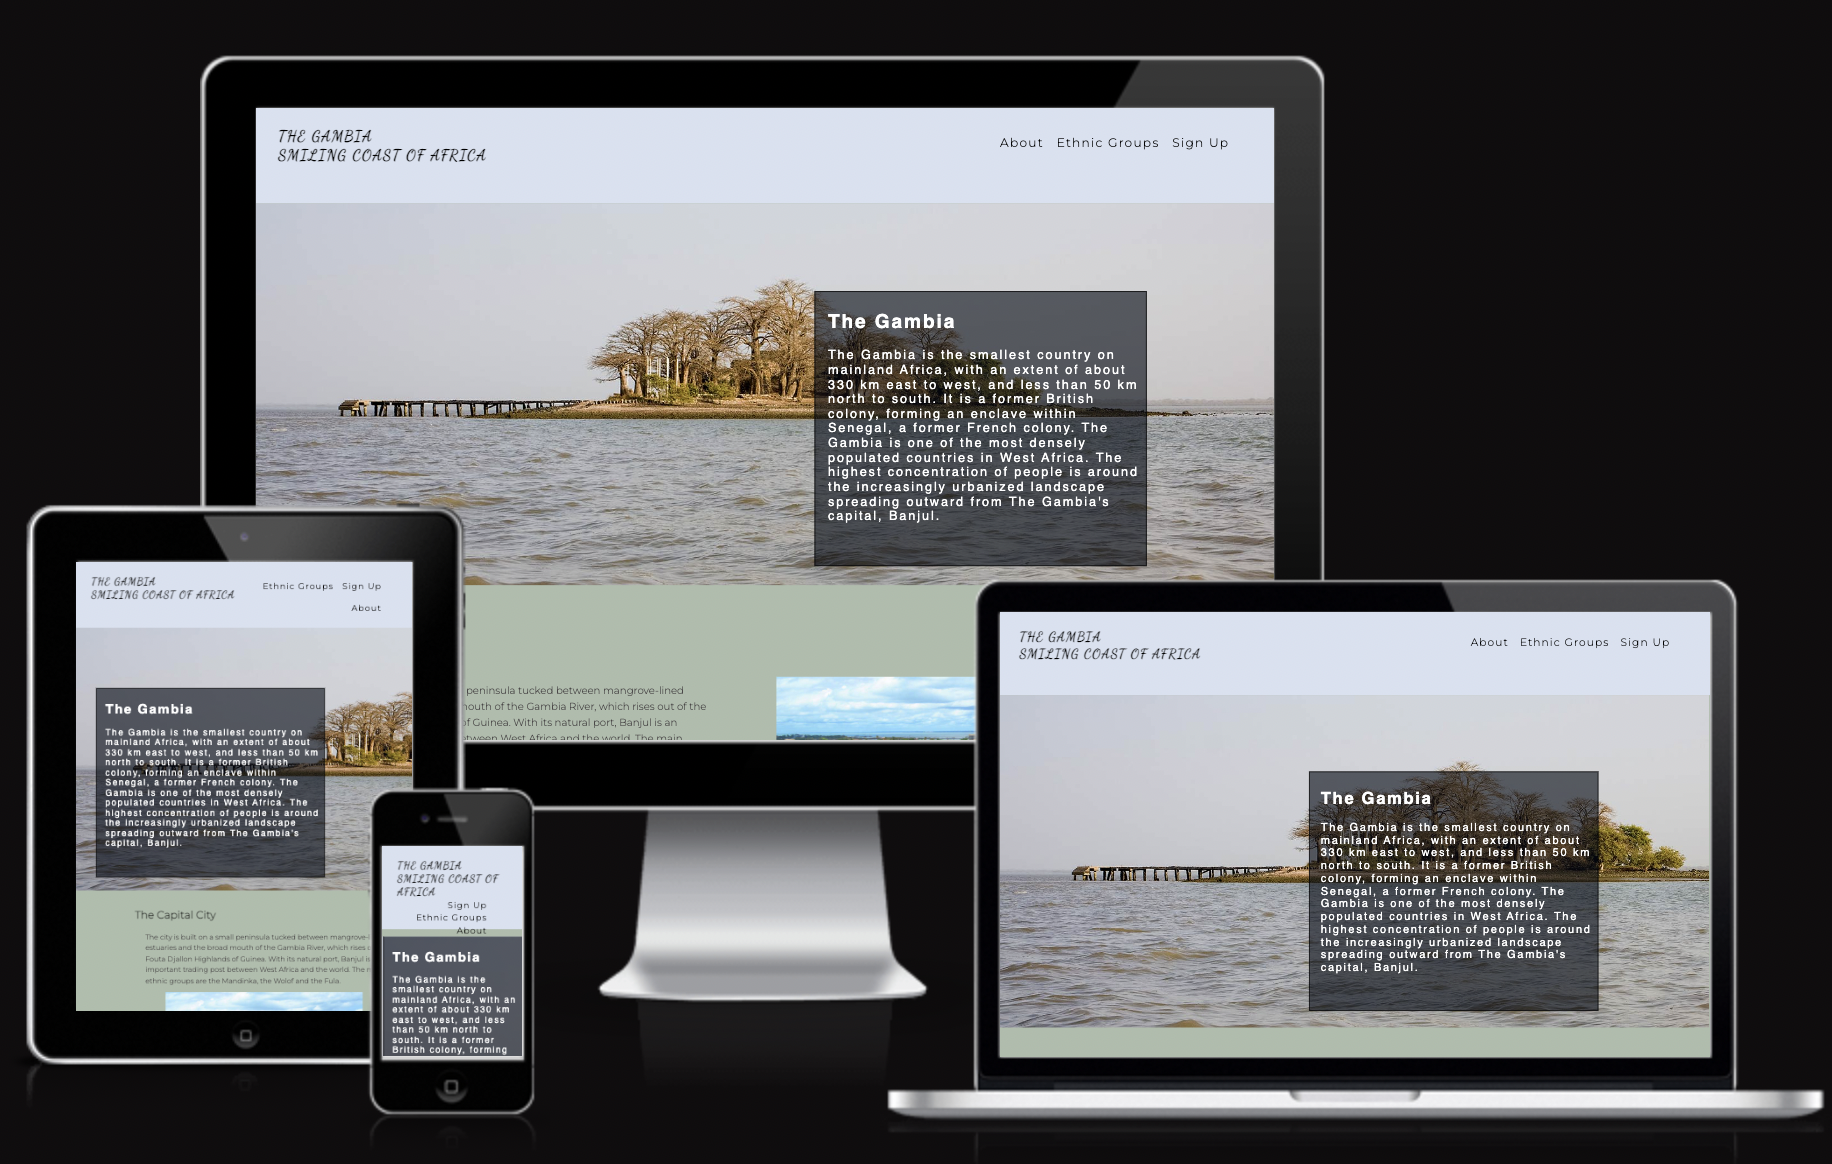 THE GAMBIA
SMILING COAST OF AFRICA
About Ethnic Groups Sign Up
The Gambia
The Gambia is the smallest country on
mainland Africa, with an extent of about
330 km east to west, and less than 50 km
north to south. It is a former British
colony, forming an enclave within
Senegal, a former French colony. The
Gambia is one of the most densely
populated countries in West Africa. The
highest concentration of people is around
the increasingly urbanized landscape
spreading outward from The Gambia's
capital, Banjul.
peninsula tucked between mangrove-lined
mouth of the Gambia River, which rises out of the
of Guinea. With its natural port, Banjul is an
between West Africa and the world. The main
THE GAMBIA
SMILING COAST OF AFRICA
Ethnic Groups Sign Up
About
The Gambia
The Gambia is the smallest country on
mainland Africa, with an extent of about
330 km east to west, and less than 50 km
north to south. It is a former British
colony, forming an enclave within
Senegal, a former French colony. The
Gambia is one of the most densely
populated countries in West Africa. The
highest concentration of people is around
the increasingly urbanized landscape
spreading outward from The Gambia's
capital, Banjul.
The Capital City
The city is built on a small peninsula tucked between mangrove-
estuaries and the broad mouth of the Gambia River, which rises
Fouta Djallon Highlands of Guinea. With its natural port, Banjul is
important trading post between West Africa and the world. The
ethnic groups are the Mandinka, the Wolof and the Fula.
THE GAMBIA
SMILING COAST OF
AFRICA
Sign Up
Ethnic Groups
About
The Gambia
The Gambia is the
smallest country on
mainland Africa, with an
extent of about 330 km
east to west, and less
than 50 km north to
south. It is a former
British colony, forming
THE GAMBIA
SMILING COAST OF AFRICA
About Ethnic Groups Sign Up
The Gambia
The Gambia is the smallest country on
mainland Africa, with an extent of about
330 km east to west, and less than 50 km
north to south. It is a former British
colony, forming an enclave within
Senegal, a former French colony. The
Gambia is one of the most densely
populated countries in West Africa. The
highest concentration of people is around
the increasingly urbanized landscape
spreading outward from The Gambia's
capital, Banjul.